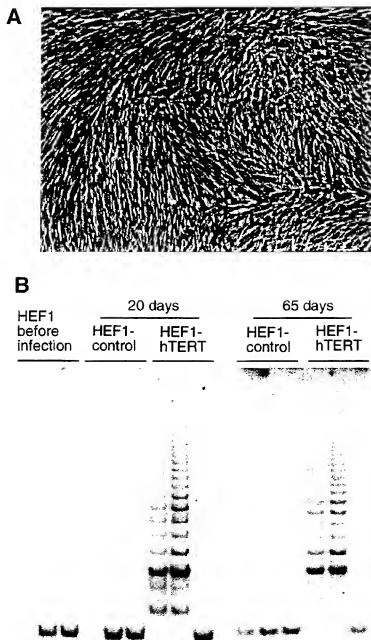 A
B
20 days
65 days
HEF1
before
infection
HEF1-
control
HEF1-
hTERT
HEF1-
control
HEF1-
hTERT